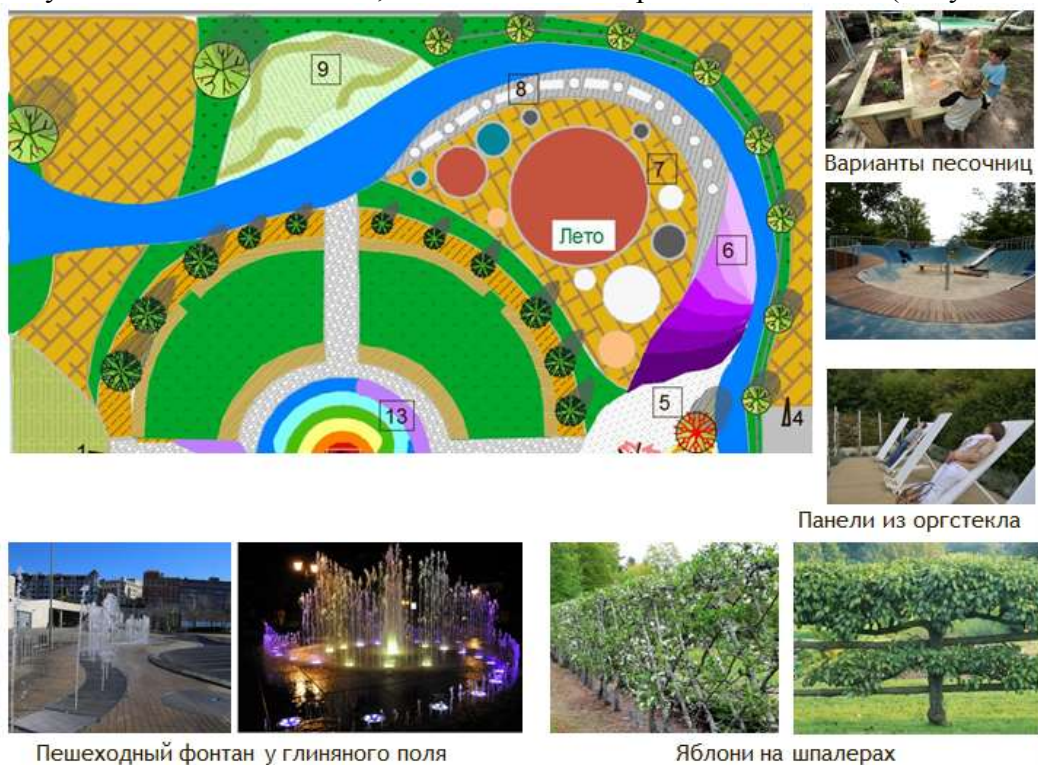 9
8
7
Лето
6
5
13
4
1
Варианты песочниц
Панели из оргстекла
Пешеходный фонтан у глиняного поля
Яблони на шпалерах